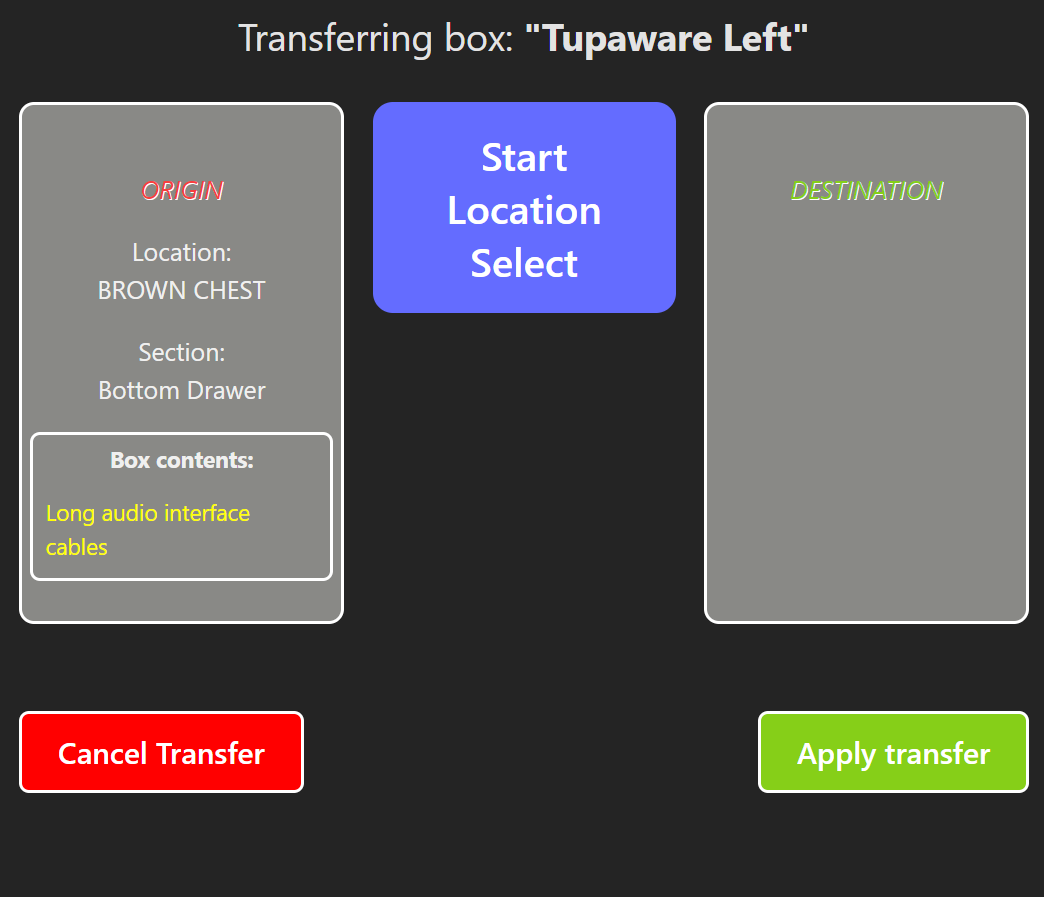 Transferring box: "Tupaware Left"
ORIGIN
Location:
BROWN CHEST
Section:
Bottom Drawer
Box contents:
Long audio interface
cables
Start
Location
Select
DESTINATION
Cancel Transfer
Apply transfer